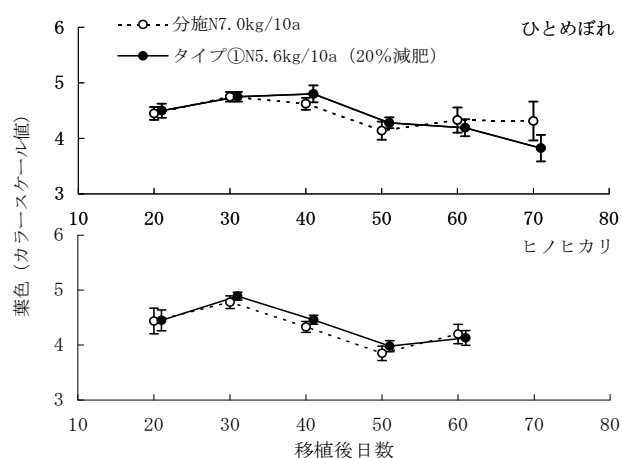 6
分施N7.0kg/10a
ひとめぼれ
タイプ①N5.6kg/10a（20%減肥）
5
4
3
10 20 30 40 50 60 70 80
6
ヒノヒカリ
5
4
3
10 20 30 40 50 60 70 80
移植後日数
葉色（カラースケール値）